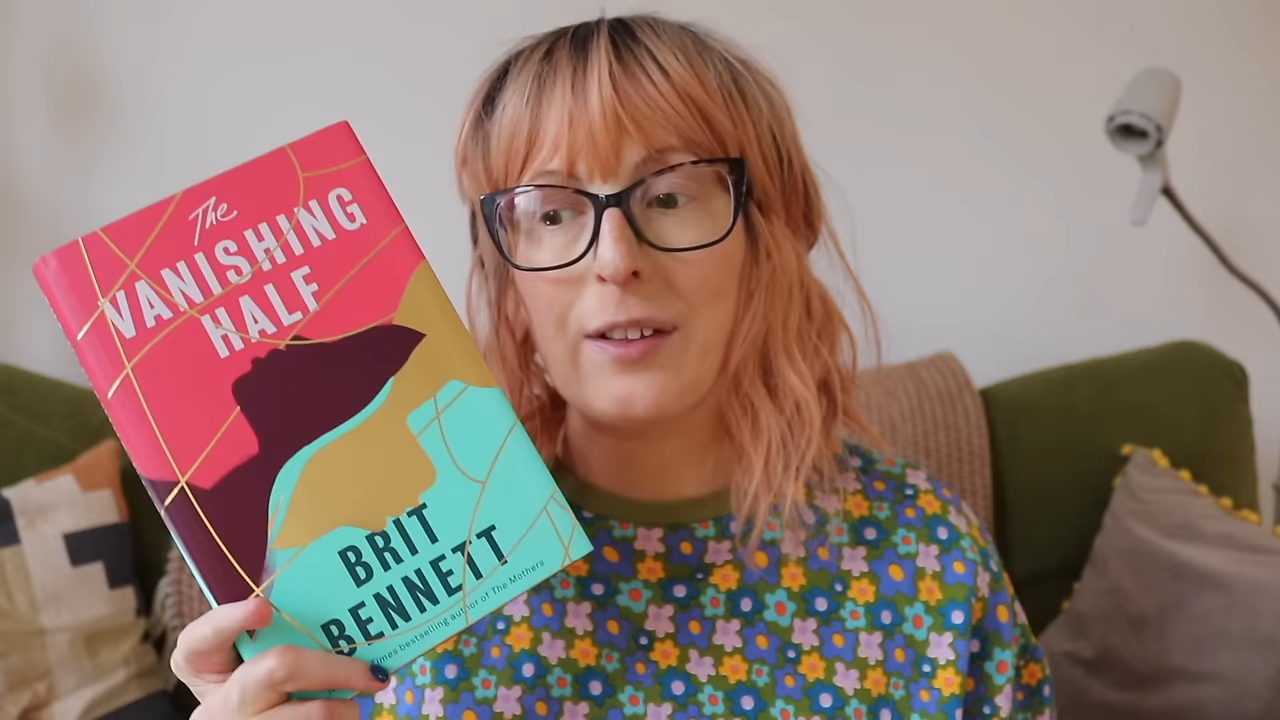 The
VANISHING
HALF
BRIT
BENNETT
Times bestselling author of The Mothers